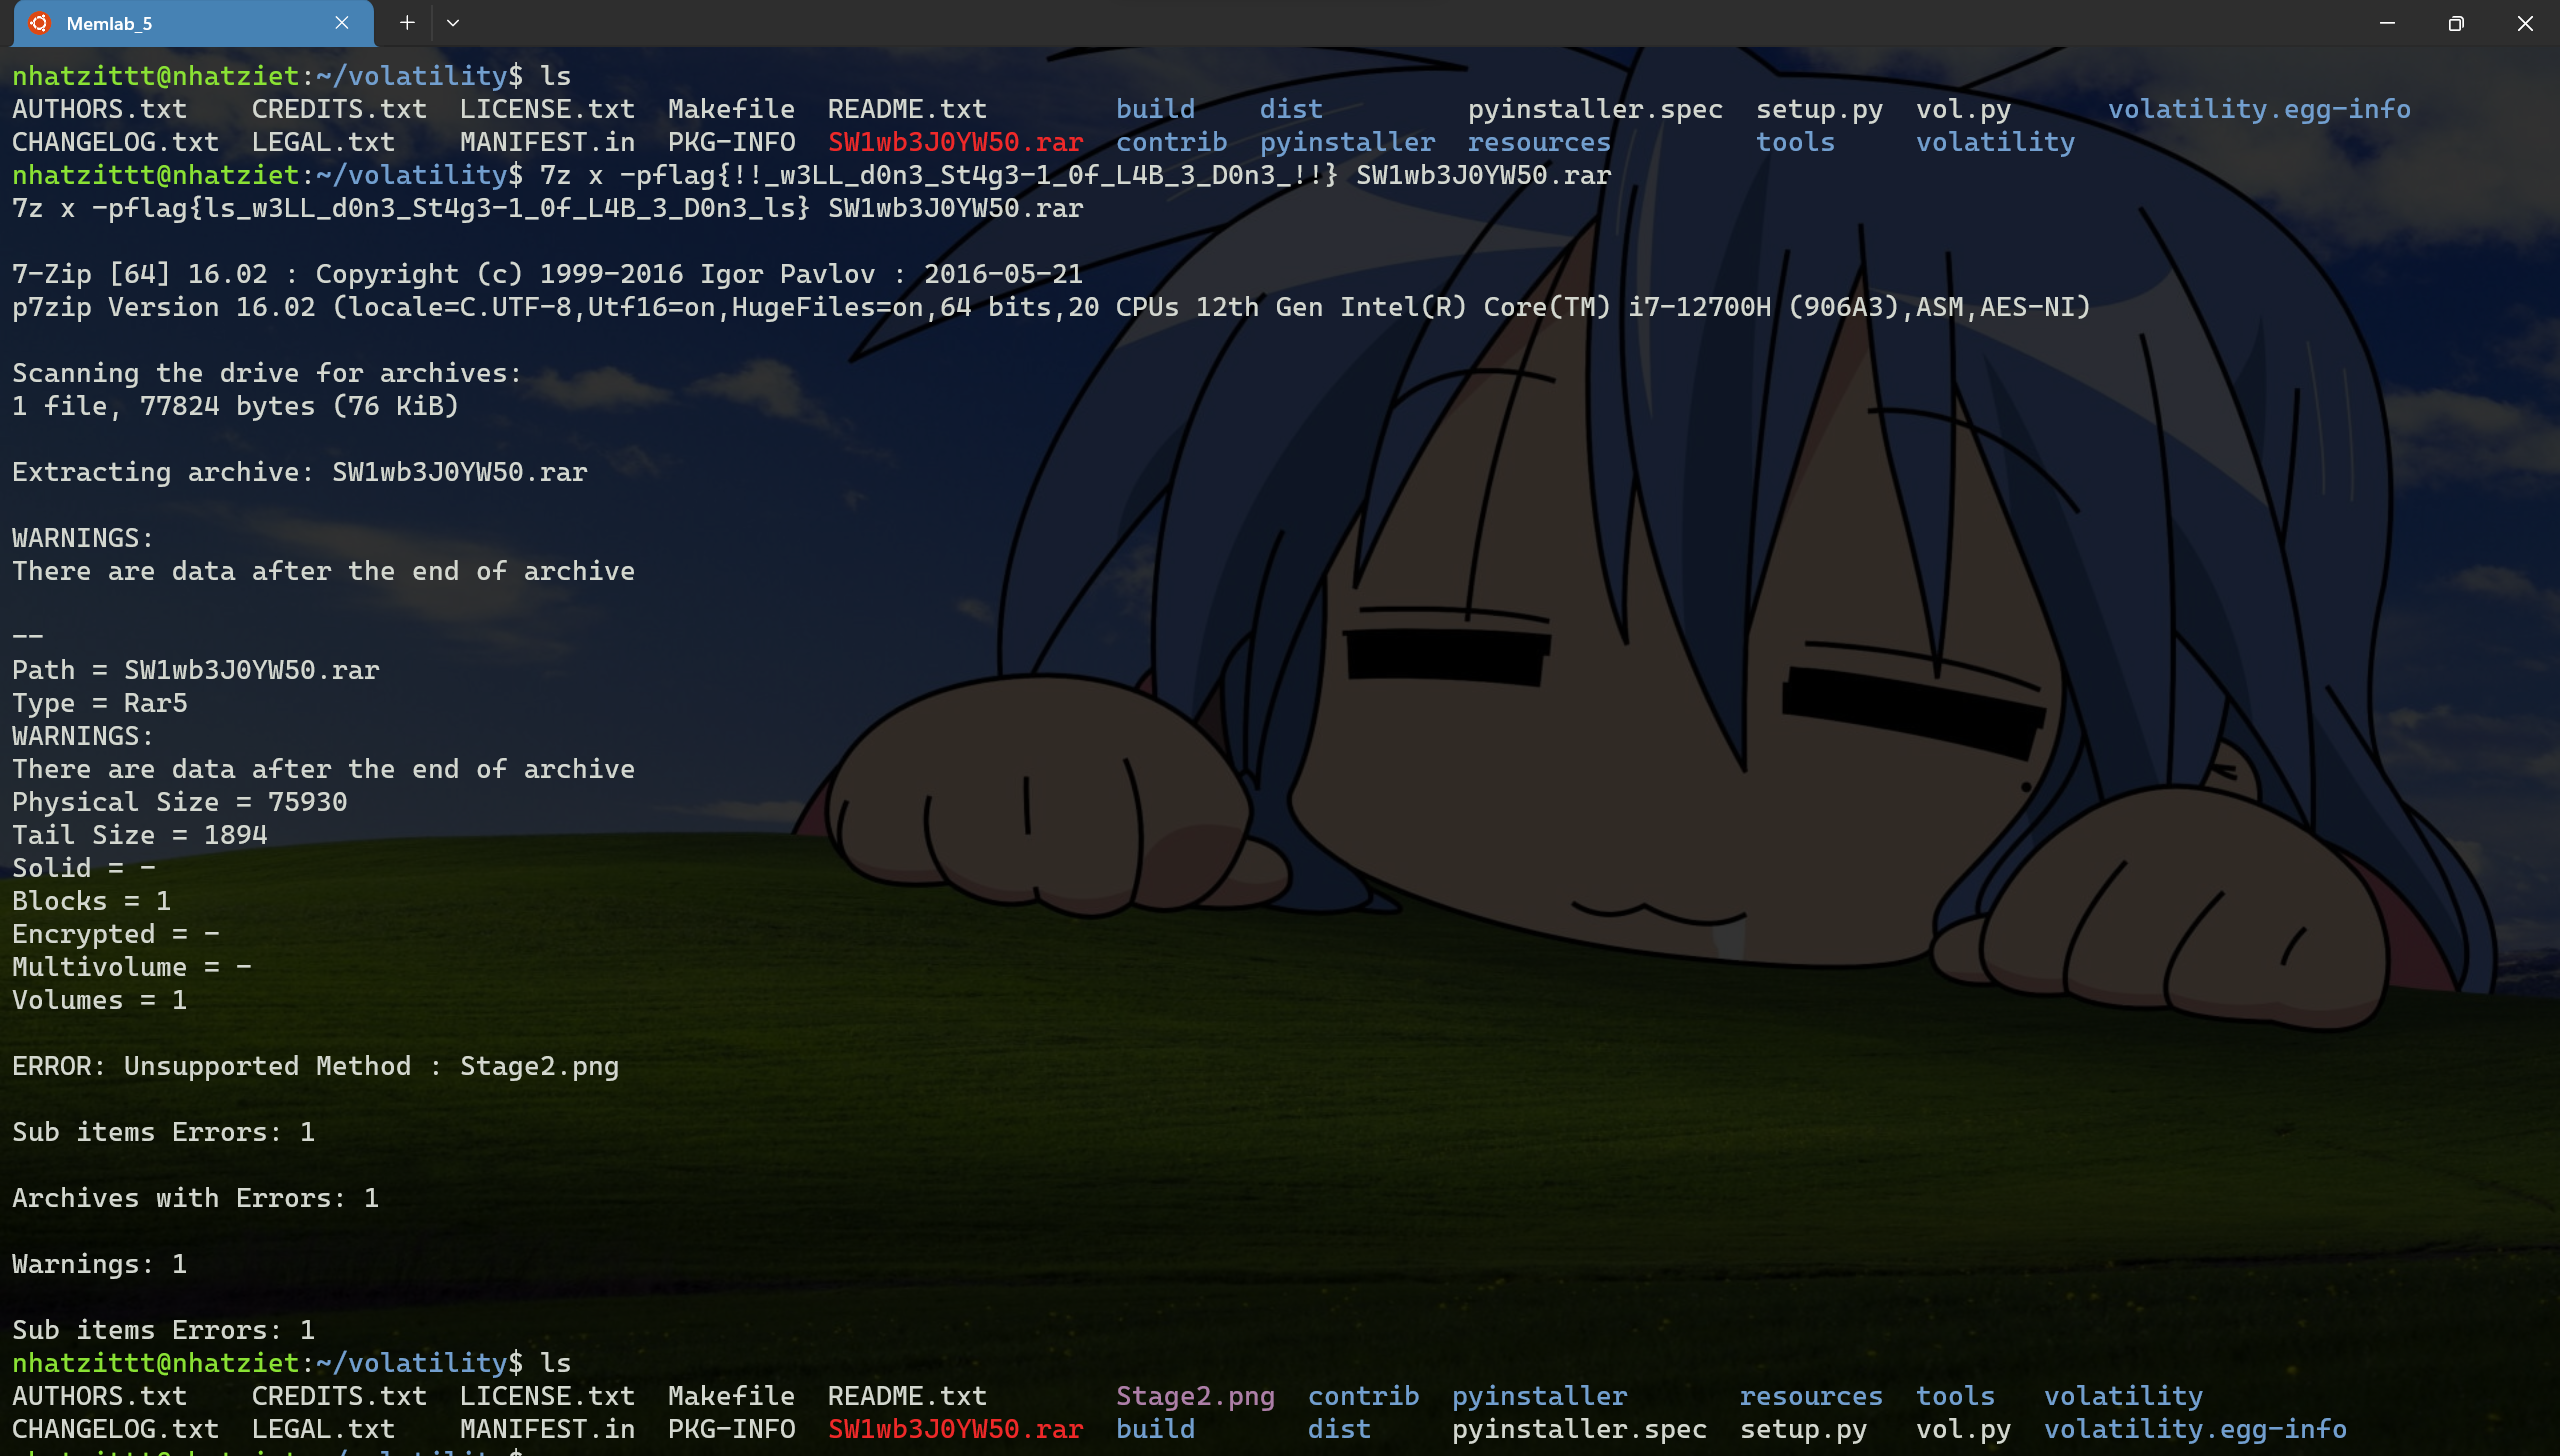 Memlab_5
nhatzittt@nhatziet:~/volatility$ ls
AUTHORS.txt CREDITS.txt LICENSE.txt Makefile README.txt build dist pyinstaller.spec setup.py vol.py volatility.egg-info
CHANGELOG.txt LEGAL.txt MANIFEST.in PKG-INFO SW1wb3J0YW50.rar contrib pyinstaller resources tools volatility
nhatzittt@nhatziet:~/volatility$ 7z x -pflag{!!_w3LL_d0n3_St4g3-1_0f_L4B_3_D0n3_!!} SW1wb3J0YW50.rar
7z x -pflag{ls_w3LL_d0n3_St4g3-1_0f_L4B_3_D0n3_ls} SW1wb3J0YW50.rar
7-Zip [64] 16.02 : Copyright (c) 1999-2016 Igor Pavlov : 2016-05-21
p7zip Version 16.02 (locale=C.UTF-8,Utf16=on,HugeFiles=on,64 bits,20 CPUs 12th Gen Intel(R) Core(TM) i7-12700H (906A3),ASM,AES-NI)
Scanning the drive for archives:
1 file, 77824 bytes (76 KiB)
Extracting archive: SW1wb3J0YW50.rar
WARNINGS:
There are data after the end of archive
--
Path = SW1wb3J0YW50.rar
Type = Rar5
WARNINGS:
There are data after the end of archive
Physical Size = 75930
Tail Size = 1894
Solid = -
Blocks = 1
Encrypted = -
Multivolume = -
Volumes = 1
ERROR: Unsupported Method : Stage2.png
Sub items Errors: 1
Archives with Errors: 1
Warnings: 1
Sub items Errors: 1
nhatzittt@nhatziet:~/volatility$ ls
AUTHORS.txt CREDITS.txt LICENSE.txt Makefile README.txt Stage2.png contrib pyinstaller resources tools volatility
CHANGELOG.txt LEGAL.txt MANIFEST.in PKG-INFO SW1wb3J0YW50.rar build dist pyinstaller.spec setup.py vol.py volatility.egg-info